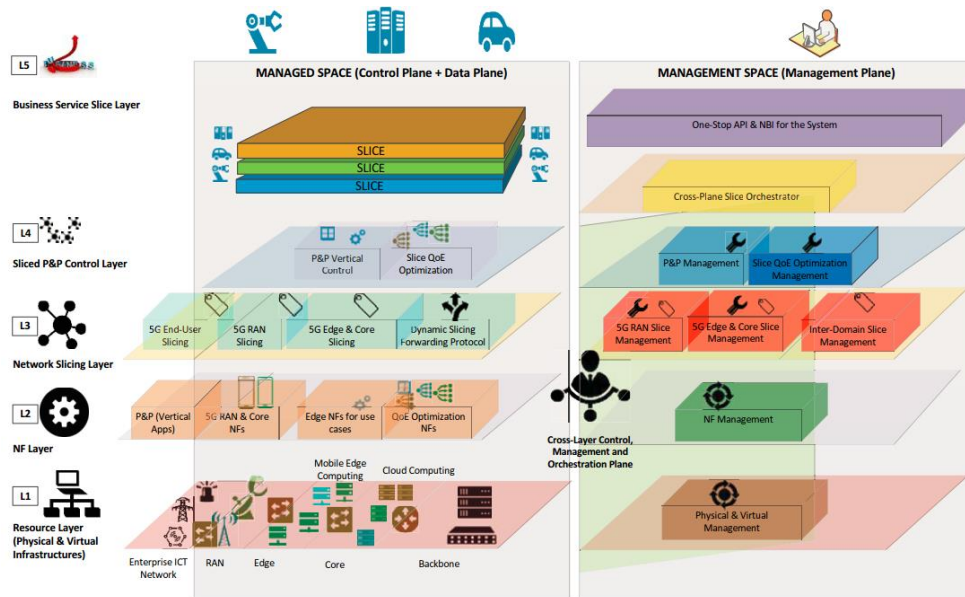 MANAGED SPACE (Control Plane + Data Plane)
MANAGEMENT SPACE (Management Plane)
L5
Business Service Slice Layer
SLICE
SLICE
SLICE
One-Stop API & NBI for the System
Cross-Plane Slice Orchestrator
L4
Sliced P&P Control Layer
P&P Vertical
Control
Slice QoE
Optimization
P&P Management
Slice QoE Optimization
Management
L3
Network Slicing Layer
5G End-User
Slicing
5G RAN
Slicing
5G Edge & Core
Slicing
Dynamic Slicing
Forwarding Protocol
5G RAN Slice
Management
5G Edge & Core Slice
Management
Inter-Domain Slice
Management
L2
NF Layer
P&P (Vertical
Apps)
5G RAN & Core
NFs
Edge NFs for use
cases
QoE Optimization
NFs
Cross-Layer Control,
Management and
Orchestration Plane
NF Management
L1
Resource Layer
(Physical & Virtual
Infrastructures)
Mobile Edge
Computing
Cloud Computing
Enterprise ICT
Network
RAN
Edge
Core
Backbone
Physical & Virtual
Management